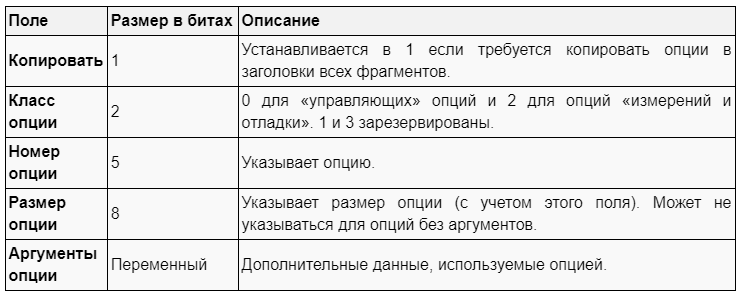 Поле Размер в битах Описание
Копировать 1 Устанавливается в 1 если требуется копировать опции в
заголовки всех фрагментов.
Класс
опции 2 0 для «управляющих» опций и 2 для опций «измерений и
отладки». 1 и 3 зарезервированы.
Номер
опции 5 Указывает опцию.
Размер
опции 8 Указывает размер опции (с учетом этого поля). Может не
указываться для опций без аргументов.
Аргументы
опции Переменный Дополнительные данные, используемые опцией.